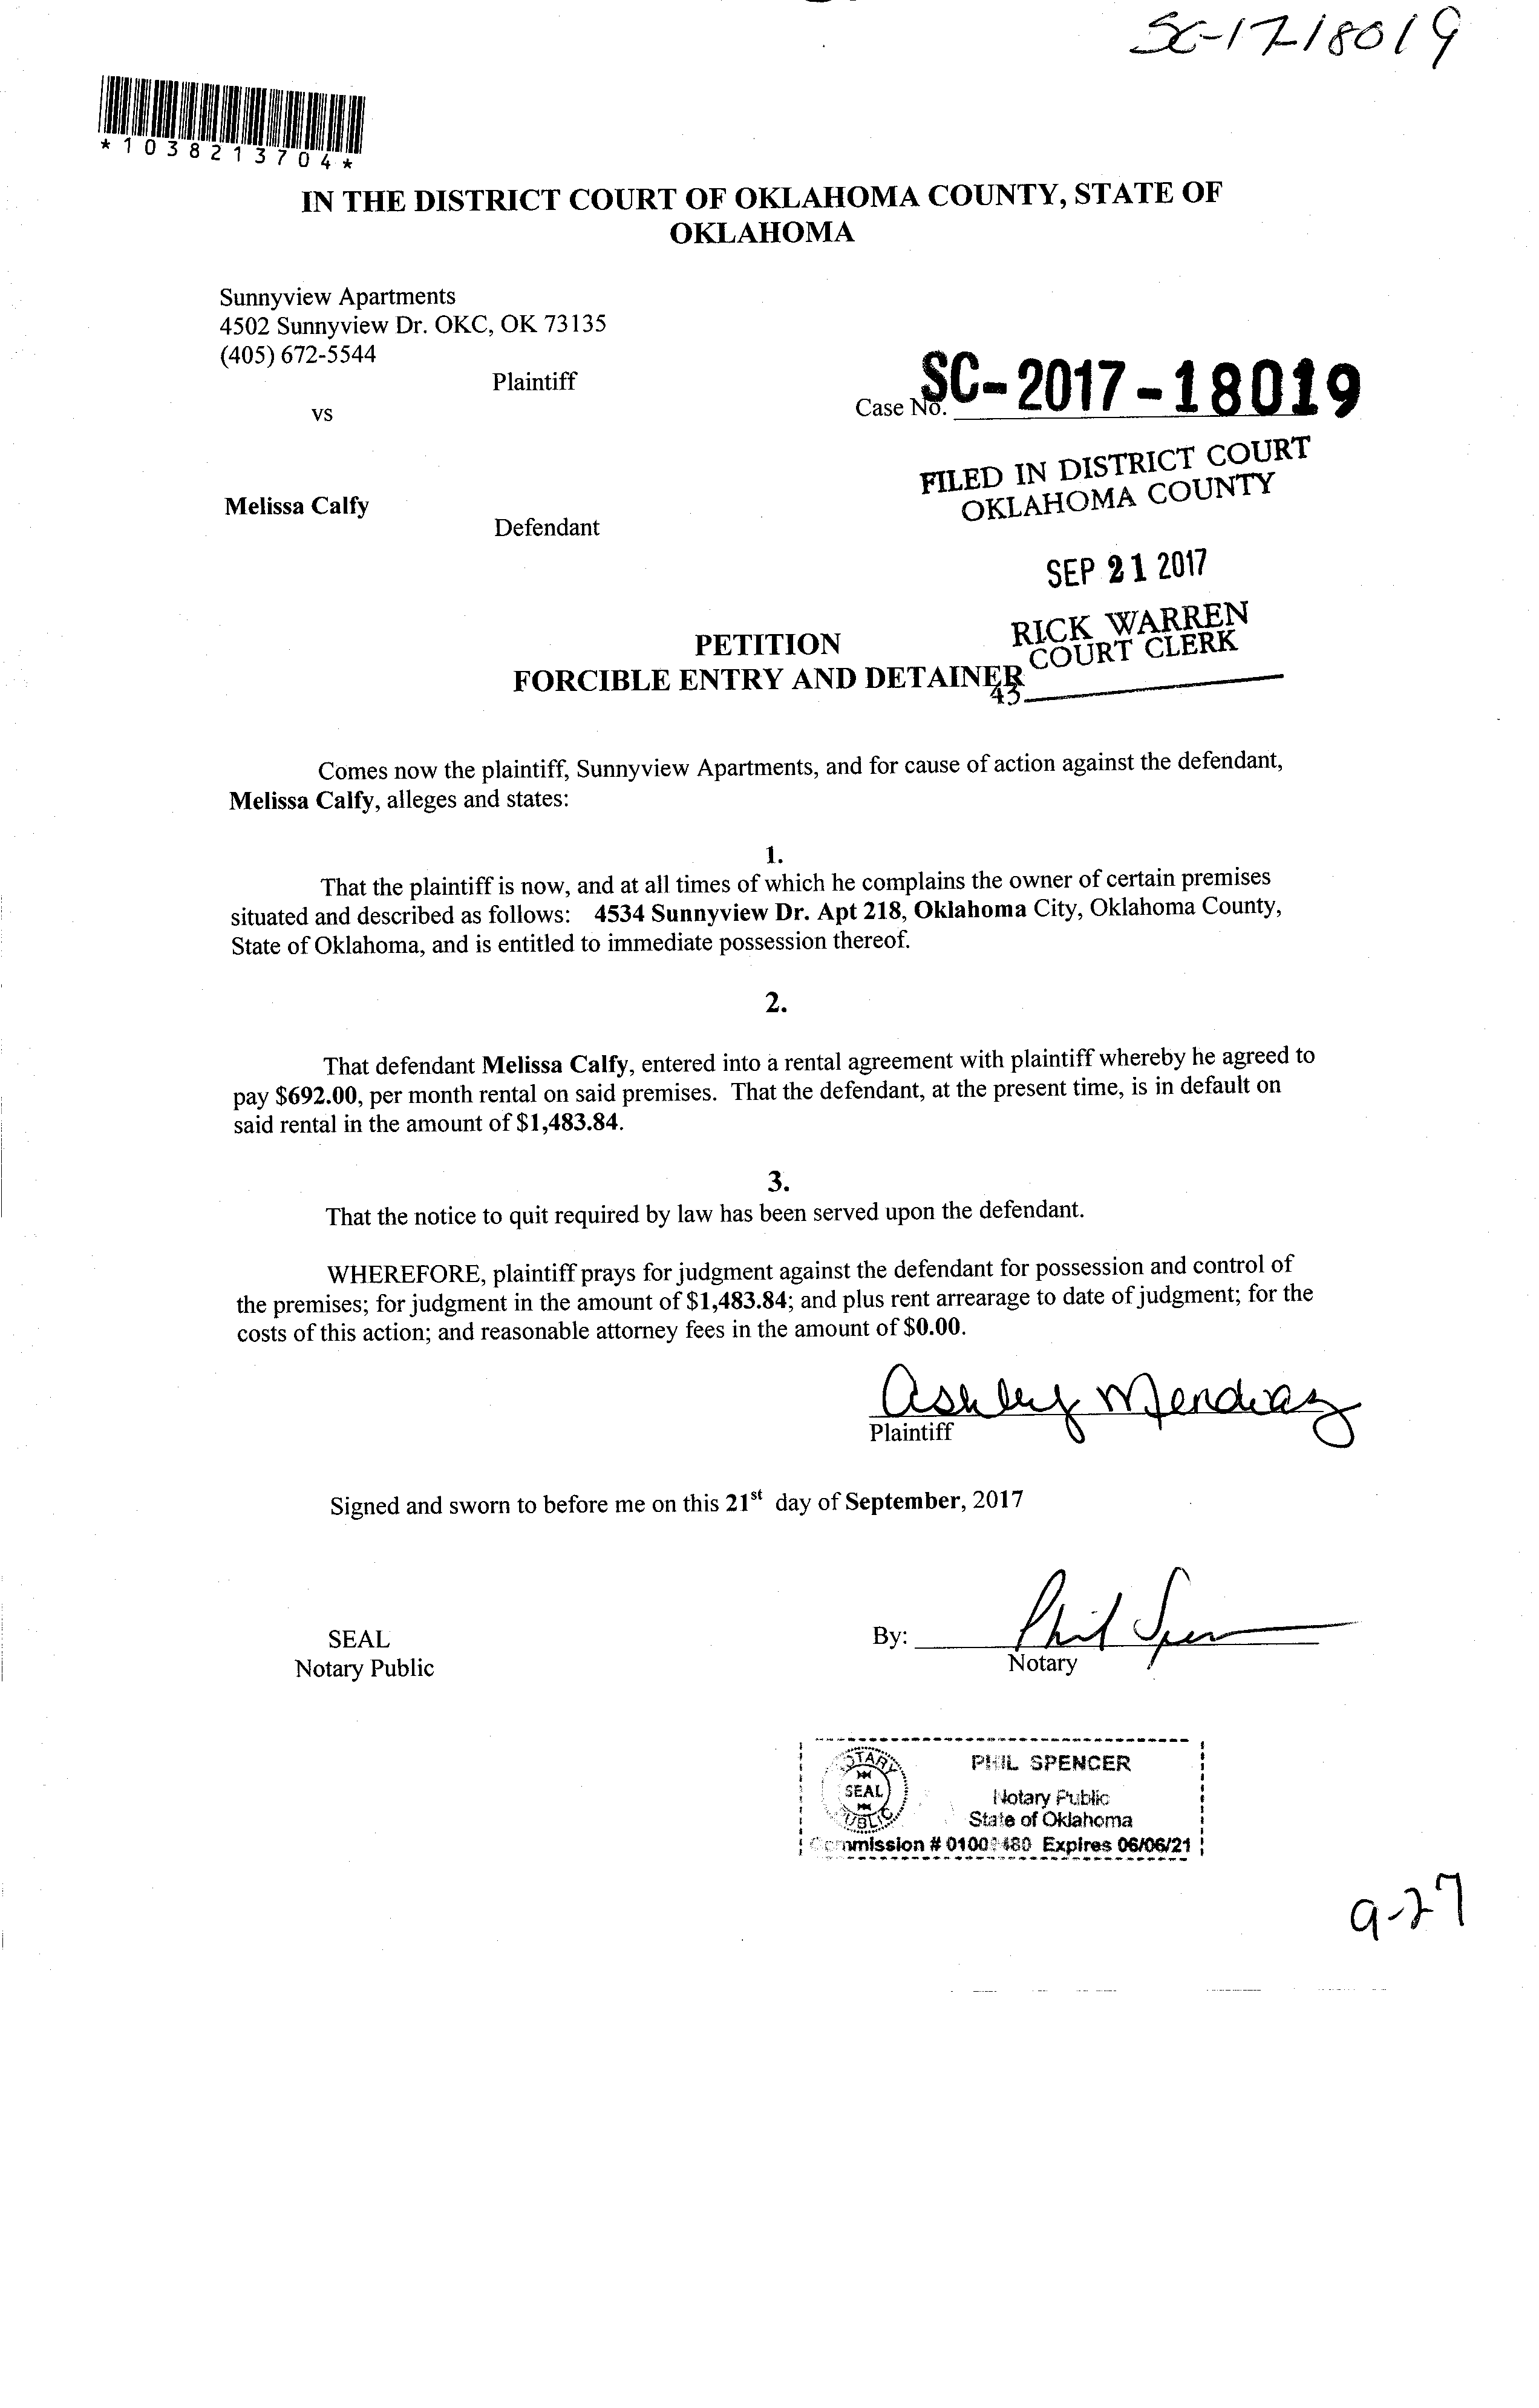 SC-17-18019
*1038213704*
IN THE DISTRICT COURT OF OKLAHOMA COUNTY, STATE OF
OKLAHOMA
Sunnyview Apartments
4502 Sunnyview Dr. OKC, OK 73135
(405) 672-5544
Plaintiff
vs
Case No. SC-2017-18019
FILED IN DISTRICT COURT
OKLAHOMA COUNTY
Melissa Calfy
Defendant
SEP 21 2017
RICK WARREN
COURT CLERK
43
PETITION
FORCIBLE ENTRY AND DETAINER
Comes now the plaintiff, Sunnyview Apartments, and for cause of action against the defendant,
Melissa Calfy, alleges and states:
1.
That the plaintiff is now, and at all times of which he complains the owner of certain premises
situated and described as follows: 4534 Sunnyview Dr. Apt 218, Oklahoma City, Oklahoma County,
State of Oklahoma, and is entitled to immediate possession thereof.
2.
That defendant Melissa Calfy, entered into a rental agreement with plaintiff whereby he agreed to
pay $692.00, per month rental on said premises. That the defendant, at the present time, is in default on
said rental in the amount of $1,483.84.
3.
That the notice to quit required by law has been served upon the defendant.
WHEREFORE, plaintiff prays for judgment against the defendant for possession and control of
the premises; for judgment in the amount of $1,483.84; and plus rent arrearage to date of judgment; for the
costs of this action; and reasonable attorney fees in the amount of $0.00.
Ashley Mendiaz
Plaintiff
Signed and sworn to before me on this 21st day of September, 2017
SEAL
Notary Public
By: Phil Spencer
Notary
NOTARY
SEAL
PUBLIC
PHIL SPENCER
Notary Public
State of Oklahoma
Commission # Expires 06/06/21
9-27